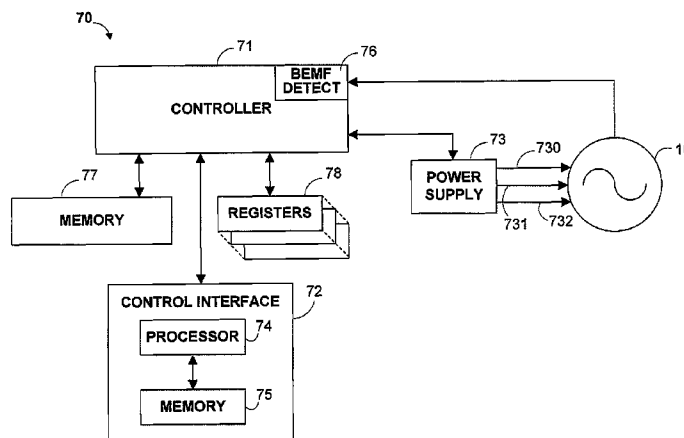 70
71
76
BEMF
DETECT
CONTROLLER
73
730
POWER
SUPPLY
731
732
77
MEMORY
78
REGISTERS
CONTROL INTERFACE
72
PROCESSOR
74
MEMORY
75